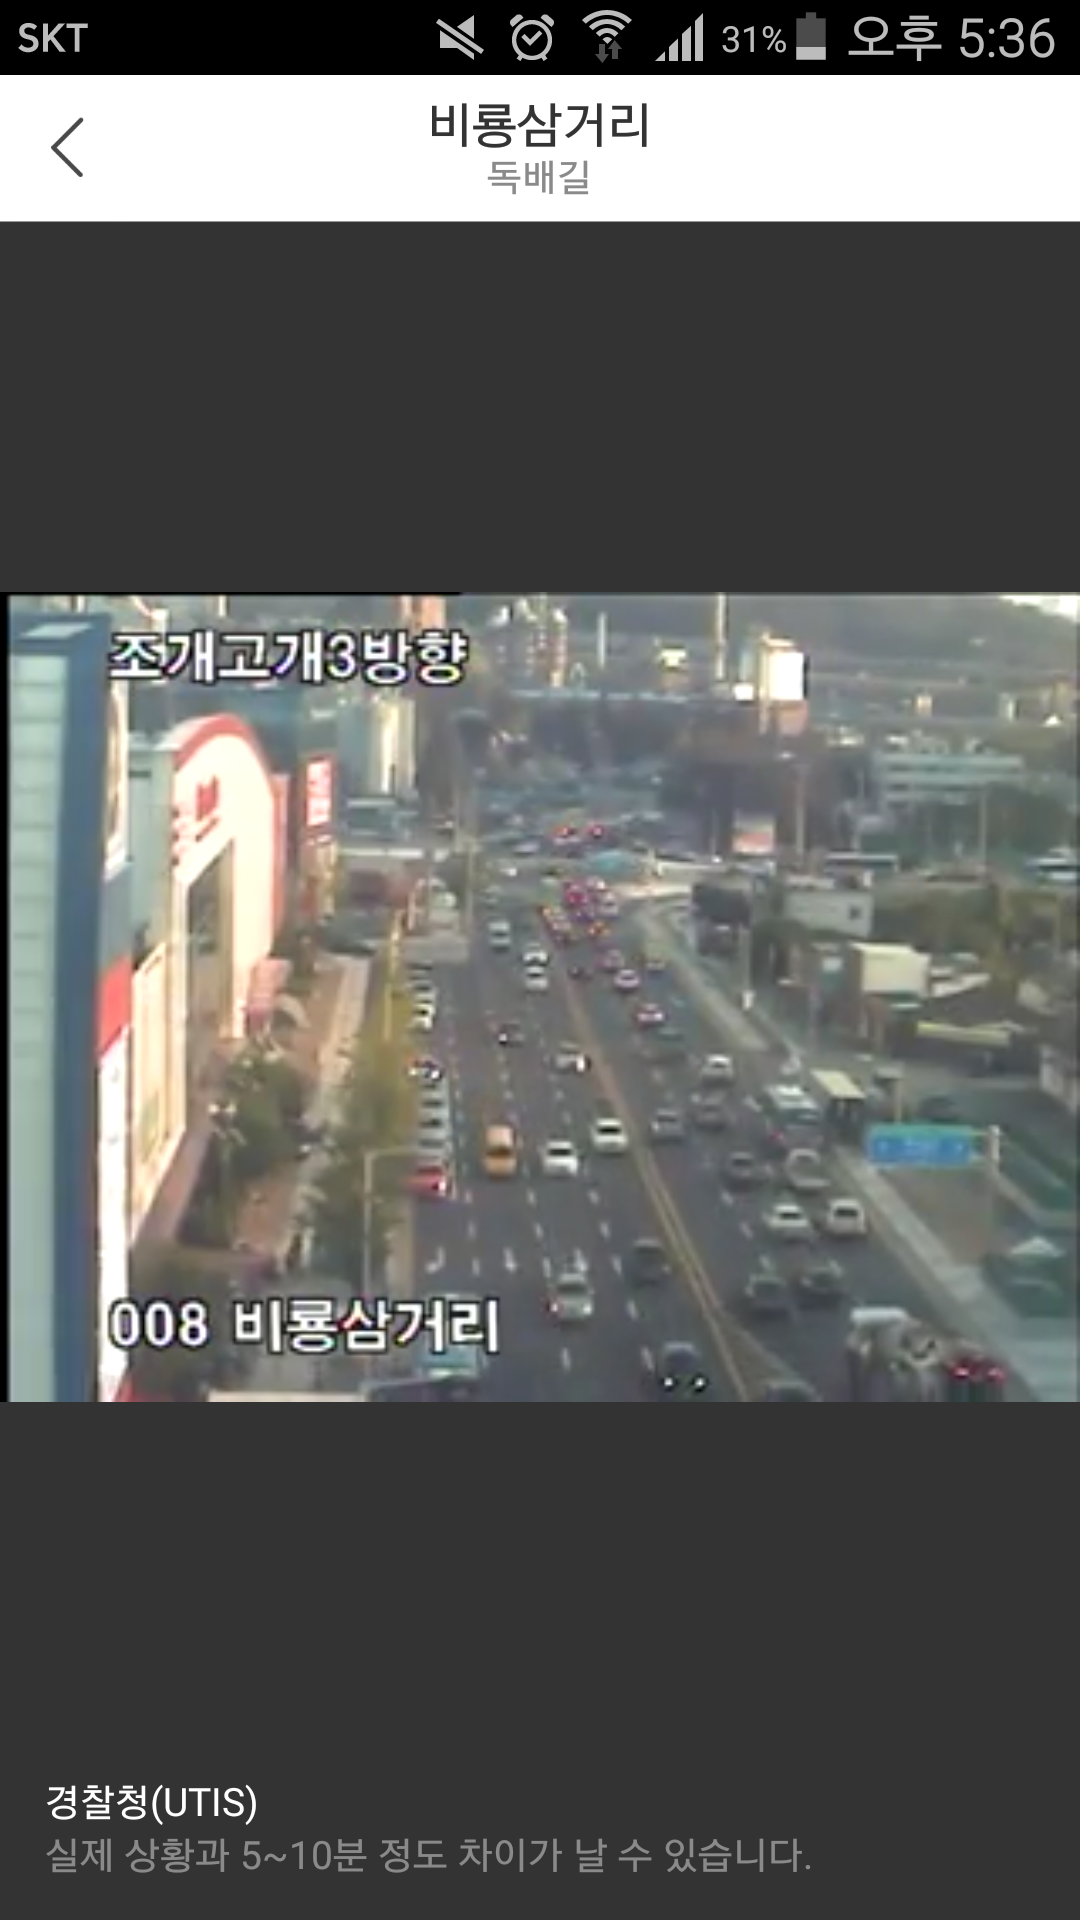 SKT 31% 오후 5:36
비룡삼거리
독배길
조개고개3방향
008 비룡삼거리
경찰청(UTIS)
실제 상황과 5~10분 정도 차이가 날 수 있습니다.